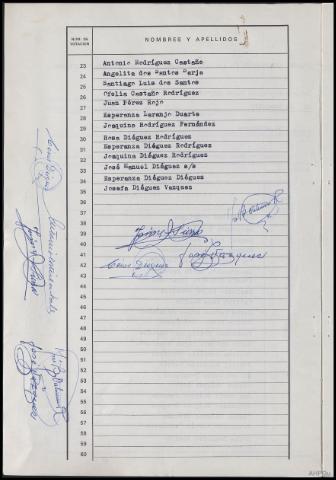 NUM. DE VOTACION NOMBRE Y APELLIDOS
23 Antonio Rodríguez Castaño
24 Angelita dos Santos Barja
25 Santiago Luis dos Santos
26 Ofelia Castaño Rodríguez
27 Juan Pérez Rojo
28 Esperanza Laranjo Duarte
29 Joaquina Rodríguez Fernández
30 Rosa Diéguez Rodríguez
31 Esperanza Diéguez Rodríguez
32 Joaquina Diéguez Rodríguez
33 José Manuel Diéguez s/s
34 Esperanza Diéguez Diéguez
35 Josefa Diéguez Vazquez
36
37
38
39
40
41
42
43
44
45
46
47
48
49
50
51
52
53
54
55
56
57
58
59
60
AHPOu